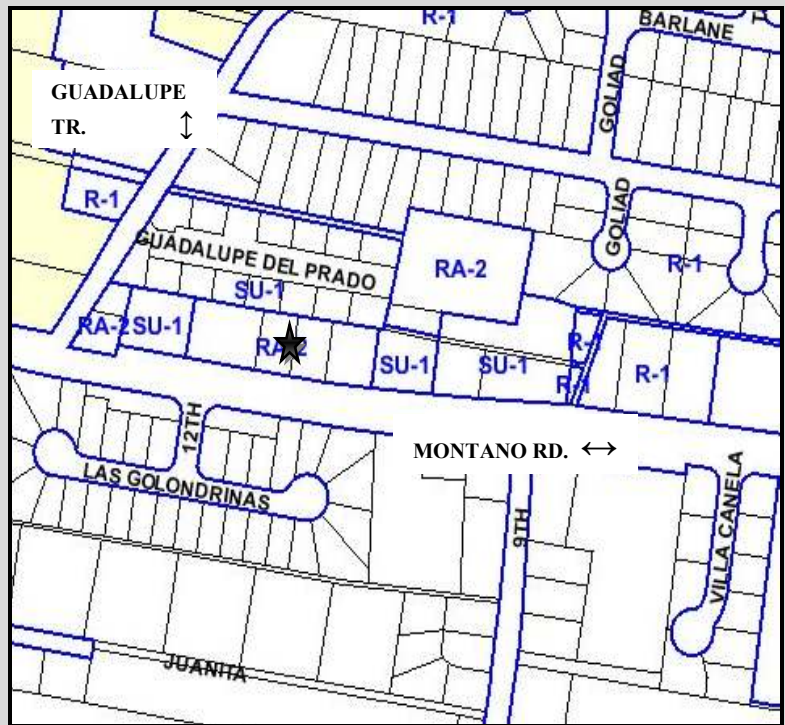 R-1
BARLANE
GUADALUPE
TR. ↕
GOLIAD
R-1
GOLIAD
GUADALUPE DEL PRADO
SU-1
RA-2
R-1
RA-2
SU-1
SU-1
SU-1
R-1
R-1
MONTANO RD. ↔
12TH
LAS GOLONDRINAS
9TH
VILLA CANELA
JUANITA